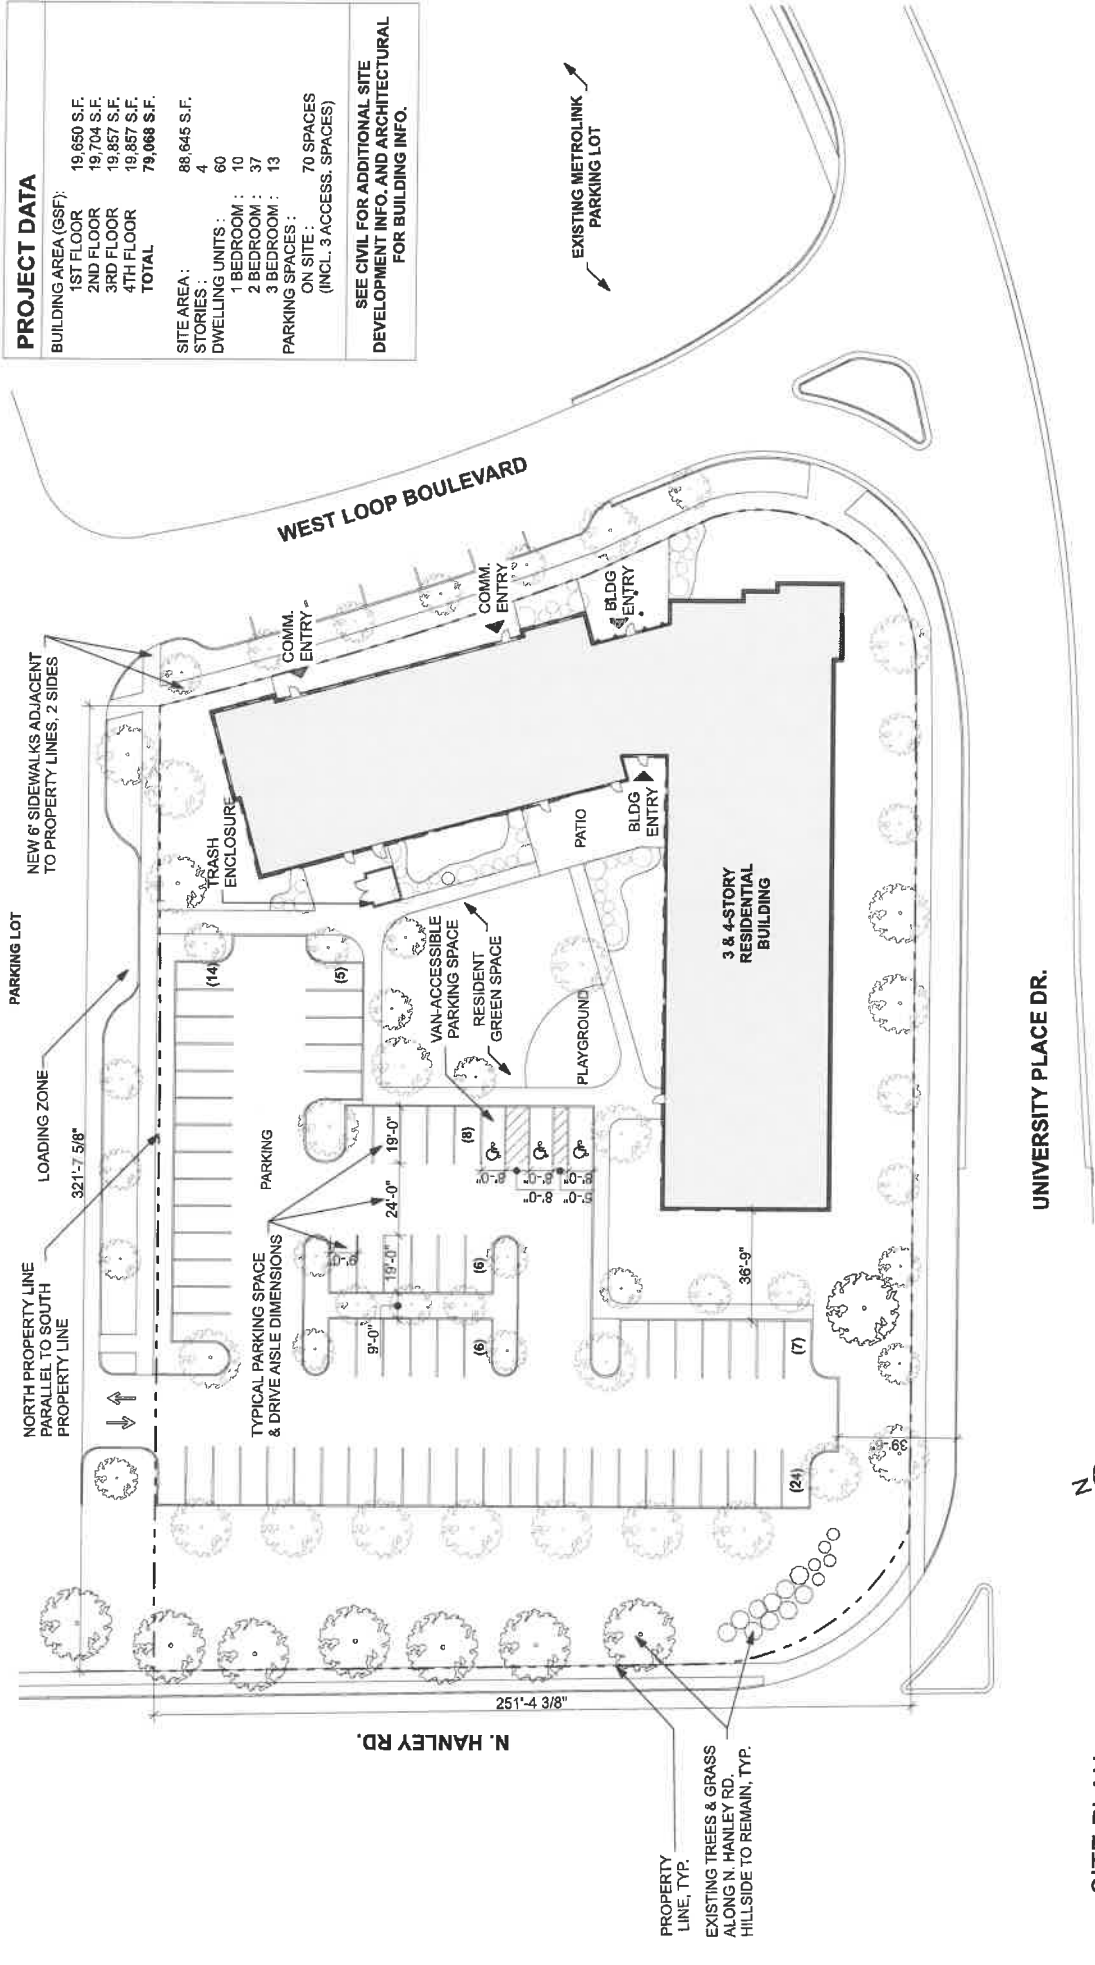 PROJECT DATA
BUILDING AREA (GSF):
1ST FLOOR 19,650 S.F.
2ND FLOOR 19,704 S.F.
3RD FLOOR 19,857 S.F.
4TH FLOOR 19,857 S.F.
TOTAL 79,068 S.F.
SITE AREA : 88,645 S.F.
STORIES : 4
DWELLING UNITS : 60
1 BEDROOM : 10
2 BEDROOM : 37
3 BEDROOM : 13
PARKING SPACES :
ON SITE : 70 SPACES
(INCL. 3 ACCESS. SPACES)
SEE CIVIL FOR ADDITIONAL SITE
DEVELOPMENT INFO. AND ARCHITECTURAL
FOR BUILDING INFO.
EXISTING METROLINK
PARKING LOT
WEST LOOP BOULEVARD
PARKING LOT
NEW 6' SIDEWALKS ADJACENT
TO PROPERTY LINES, 2 SIDES
LOADING ZONE
321'-7 5/8"
NORTH PROPERTY LINE
PARALLEL TO SOUTH
PROPERTY LINE
COMM.
ENTRY
COMM.
ENTRY
BLDG
ENTRY
TRASH
ENCLOSURE
PATIO
BLDG
ENTRY
(14)
(5)
VAN-ACCESSIBLE
PARKING SPACE
RESIDENT
GREEN SPACE
PLAYGROUND
3 & 4-STORY
RESIDENTIAL
BUILDING
PARKING
TYPICAL PARKING SPACE
& DRIVE AISLE DIMENSIONS
19'-0"
24'-0"
19'-0"
9'-0"
9'-0"
(8)
8'-0"
8'-0"
8'-0"
8'-0"
5'-0"
(6)
(6)
36'-9"
(7)
(24)
UNIVERSITY PLACE DR.
251'-4 3/8"
N. HANLEY RD.
PROPERTY
LINE, TYP.
EXISTING TREES & GRASS
ALONG N. HANLEY RD.
HILLSIDE TO REMAIN, TYP.
N
SITE PLAN